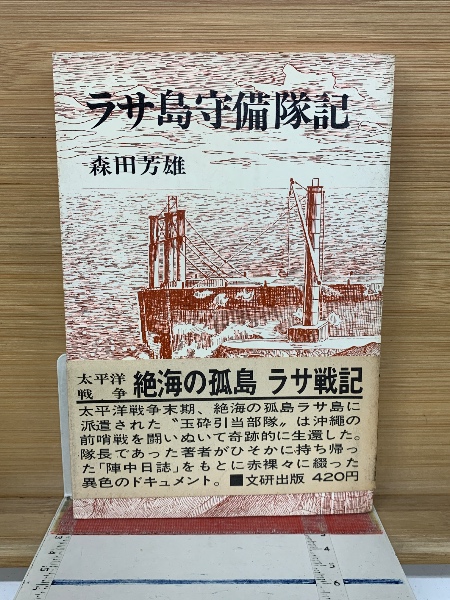 ラサ島守備隊記
森田芳雄
太平洋
戦争
絶海の孤島 ラサ戦記
太平洋戦争末期、絶海の孤島ラサ島に
派遣された〝玉砕引当部隊〟は沖縄の
前哨戦を闘いぬいて奇跡的に生還した。
隊長であった著者がひそかに持ち帰っ
た「陣中日誌」をもとに赤裸々に綴った
異色のドキュメント。■文研出版 420円